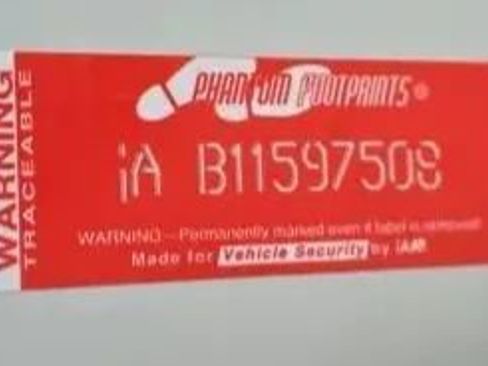 WARNING
TRACEABLE
PHANTOM FOOTPRINTS
iA B11597508
WARNING - Permanently marked even if label is removed
Made for Vehicle Security by